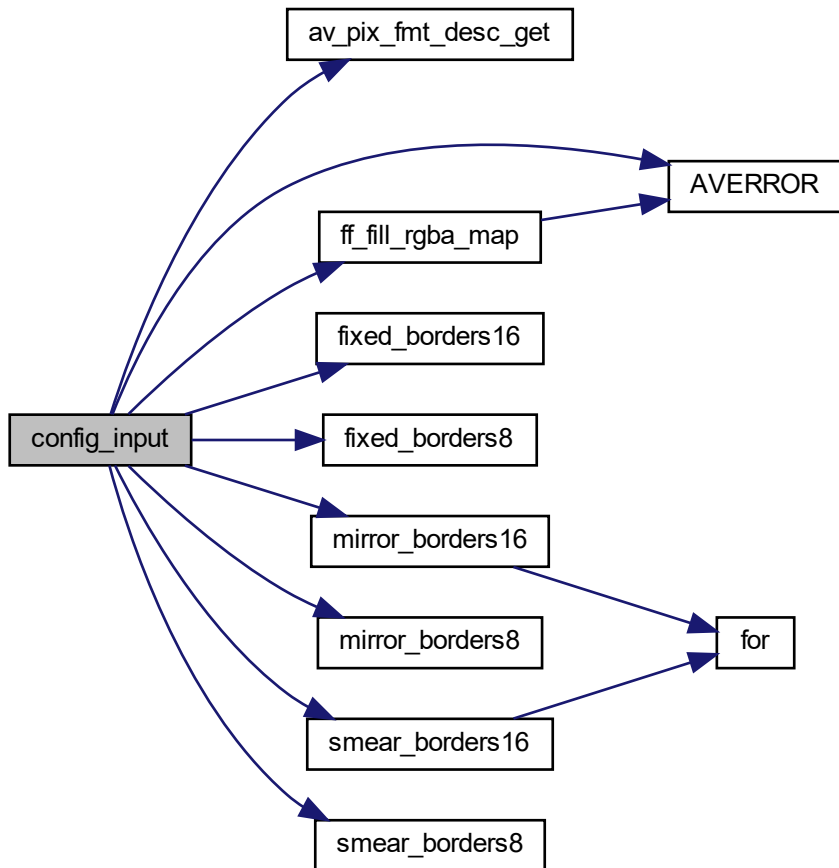 av_pix_fmt_desc_get
AVERROR
ff_fill_rgba_map
fixed_borders16
config_input
fixed_borders8
mirror_borders16
mirror_borders8
for
smear_borders16
smear_borders8